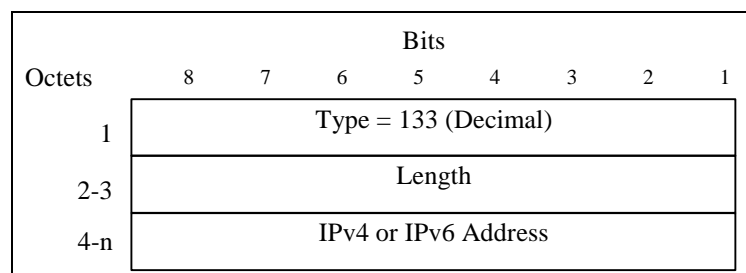 Bits
Octets 8 7 6 5 4 3 2 1
1 Type = 133 (Decimal)
2-3 Length
4-n IPv4 or IPv6 Address